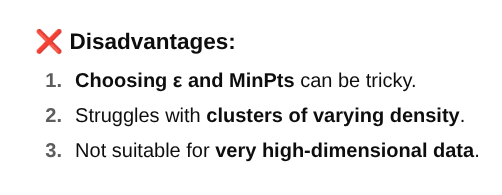 ❌ Disadvantages:
1. Choosing ε and MinPts can be tricky.
2. Struggles with clusters of varying density.
3. Not suitable for very high-dimensional data.